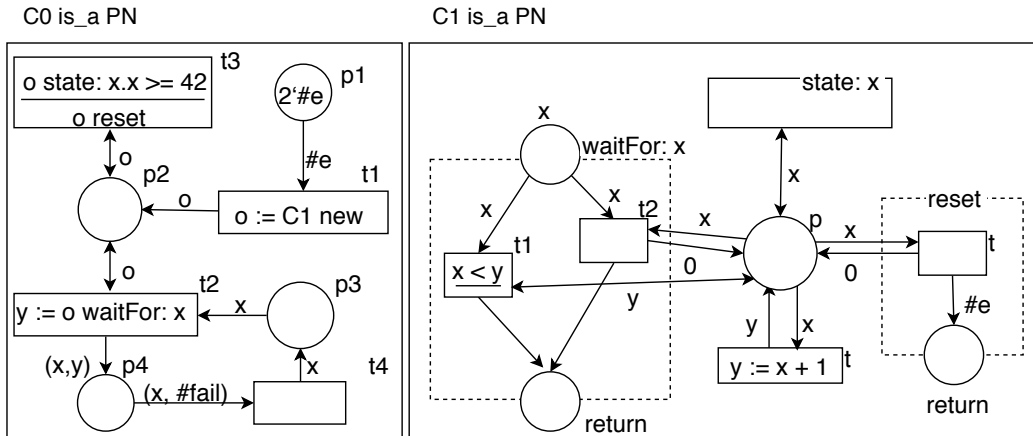 C0 is_a PN
t3
o state: x.x >= 42
o reset
p1
2‘#e
o
#e
p2
t1
o
o := C1 new
o
t2
p3
y := o waitFor: x
x
(x,y)
p4
x
t4
(x, #fail)
C1 is_a PN
state: x
x
waitFor: x
x
x
x
reset
t2
x
p
x
t
t1
x < y
0
0
y
#e
y
x
t
y := x + 1
return
return